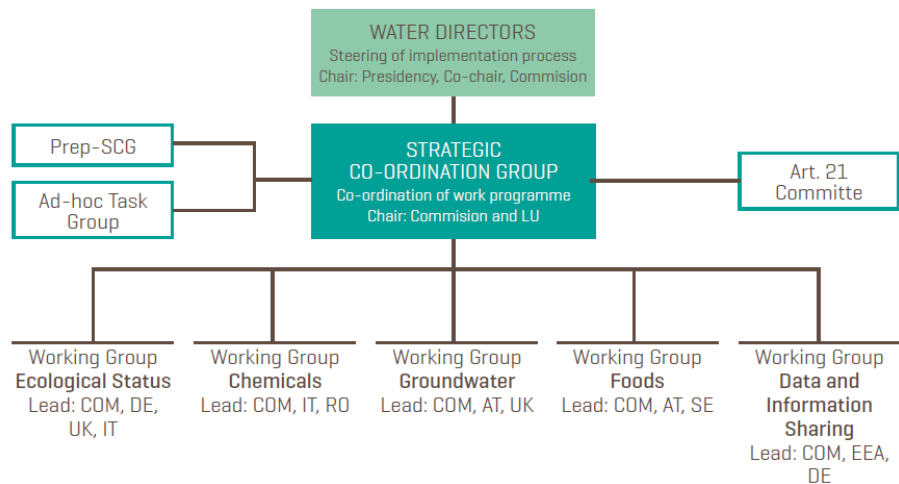 WATER DIRECTORS
Steering of implementation process
Chair: Presidency, Co-chair, Commision
Prep-SCG
Ad-hoc Task
Group
STRATEGIC
CO-ORDINATION GROUP
Co-ordination of work programme
Chair: Commision and LU
Art. 21
Committe
Working Group
Ecological Status
Lead: COM, DE,
UK, IT
Working Group
Chemicals
Lead: COM, IT, RO
Working Group
Groundwater
Lead: COM, AT, UK
Working Group
Foods
Lead: COM, AT, SE
Working Group
Data and
Information
Sharing
Lead: COM, EEA,
DE